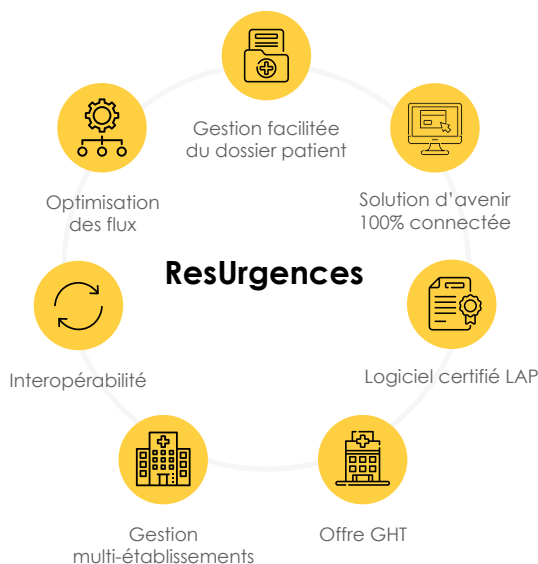 Gestion facilitée
du dossier patient
Solution d’avenir
100% connectée
Optimisation
des flux
ResUrgences
Logiciel certifié LAP
Interopérabilité
Offre GHT
Gestion
multi-établissements